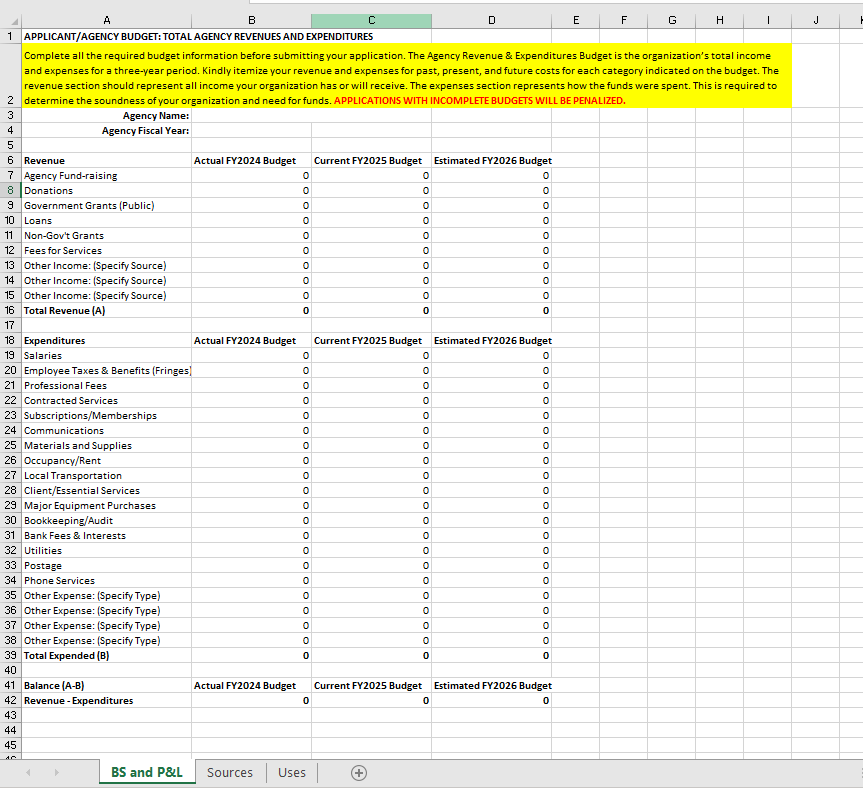 A B C D E F G H I J
1 APPLICANT/AGENCY BUDGET: TOTAL AGENCY REVENUES AND EXPENDITURES
Complete all the required budget information before submitting your application. The Agency Revenue & Expenditures Budget is the organization's total income
and expenses for a three-year period. Kindly itemize your revenue and expenses for past, present, and future costs for each category indicated on the budget. The
revenue section should represent all income your organization has or will receive. The expenses section represents how the funds were spent. This is required to
2 determine the soundness of your organization and need for funds. APPLICATIONS WITH INCOMPLETE BUDGETS WILL BE PENALIZED.
3 Agency Name:
4 Agency Fiscal Year:
5
6 Revenue Actual FY2024 Budget Current FY2025 Budget Estimated FY2026 Budget
7 Agency Fund-raising 0 0 0
8 Donations 0 0 0
9 Government Grants (Public) 0 0 0
10 Loans 0 0 0
11 Non-Gov't Grants 0 0 0
12 Fees for Services 0 0 0
13 Other Income: (Specify Source) 0 0 0
14 Other Income: (Specify Source) 0 0 0
15 Other Income: (Specify Source) 0 0 0
16 Total Revenue (A) 0 0 0
17
18 Expenditures Actual FY2024 Budget Current FY2025 Budget Estimated FY2026 Budget
19 Salaries 0 0 0
20 Employee Taxes & Benefits (Fringes) 0 0 0
21 Professional Fees 0 0 0
22 Contracted Services 0 0 0
23 Subscriptions/Memberships 0 0 0
24 Communications 0 0 0
25 Materials and Supplies 0 0 0
26 Occupancy/Rent 0 0 0
27 Local Transportation 0 0 0
28 Client/Essential Services 0 0 0
29 Major Equipment Purchases 0 0 0
30 Bookkeeping/Audit 0 0 0
31 Bank Fees & Interests 0 0 0
32 Utilities 0 0 0
33 Postage 0 0 0
34 Phone Services 0 0 0
35 Other Expense: (Specify Type) 0 0 0
36 Other Expense: (Specify Type) 0 0 0
37 Other Expense: (Specify Type) 0 0 0
38 Other Expense: (Specify Type) 0 0 0
39 Total Expended (B) 0 0 0
40
41 Balance (A-B) Actual FY2024 Budget Current FY2025 Budget Estimated FY2026 Budget
42 Revenue - Expenditures 0 0 0
43
44
45
BS and P&L Sources Uses